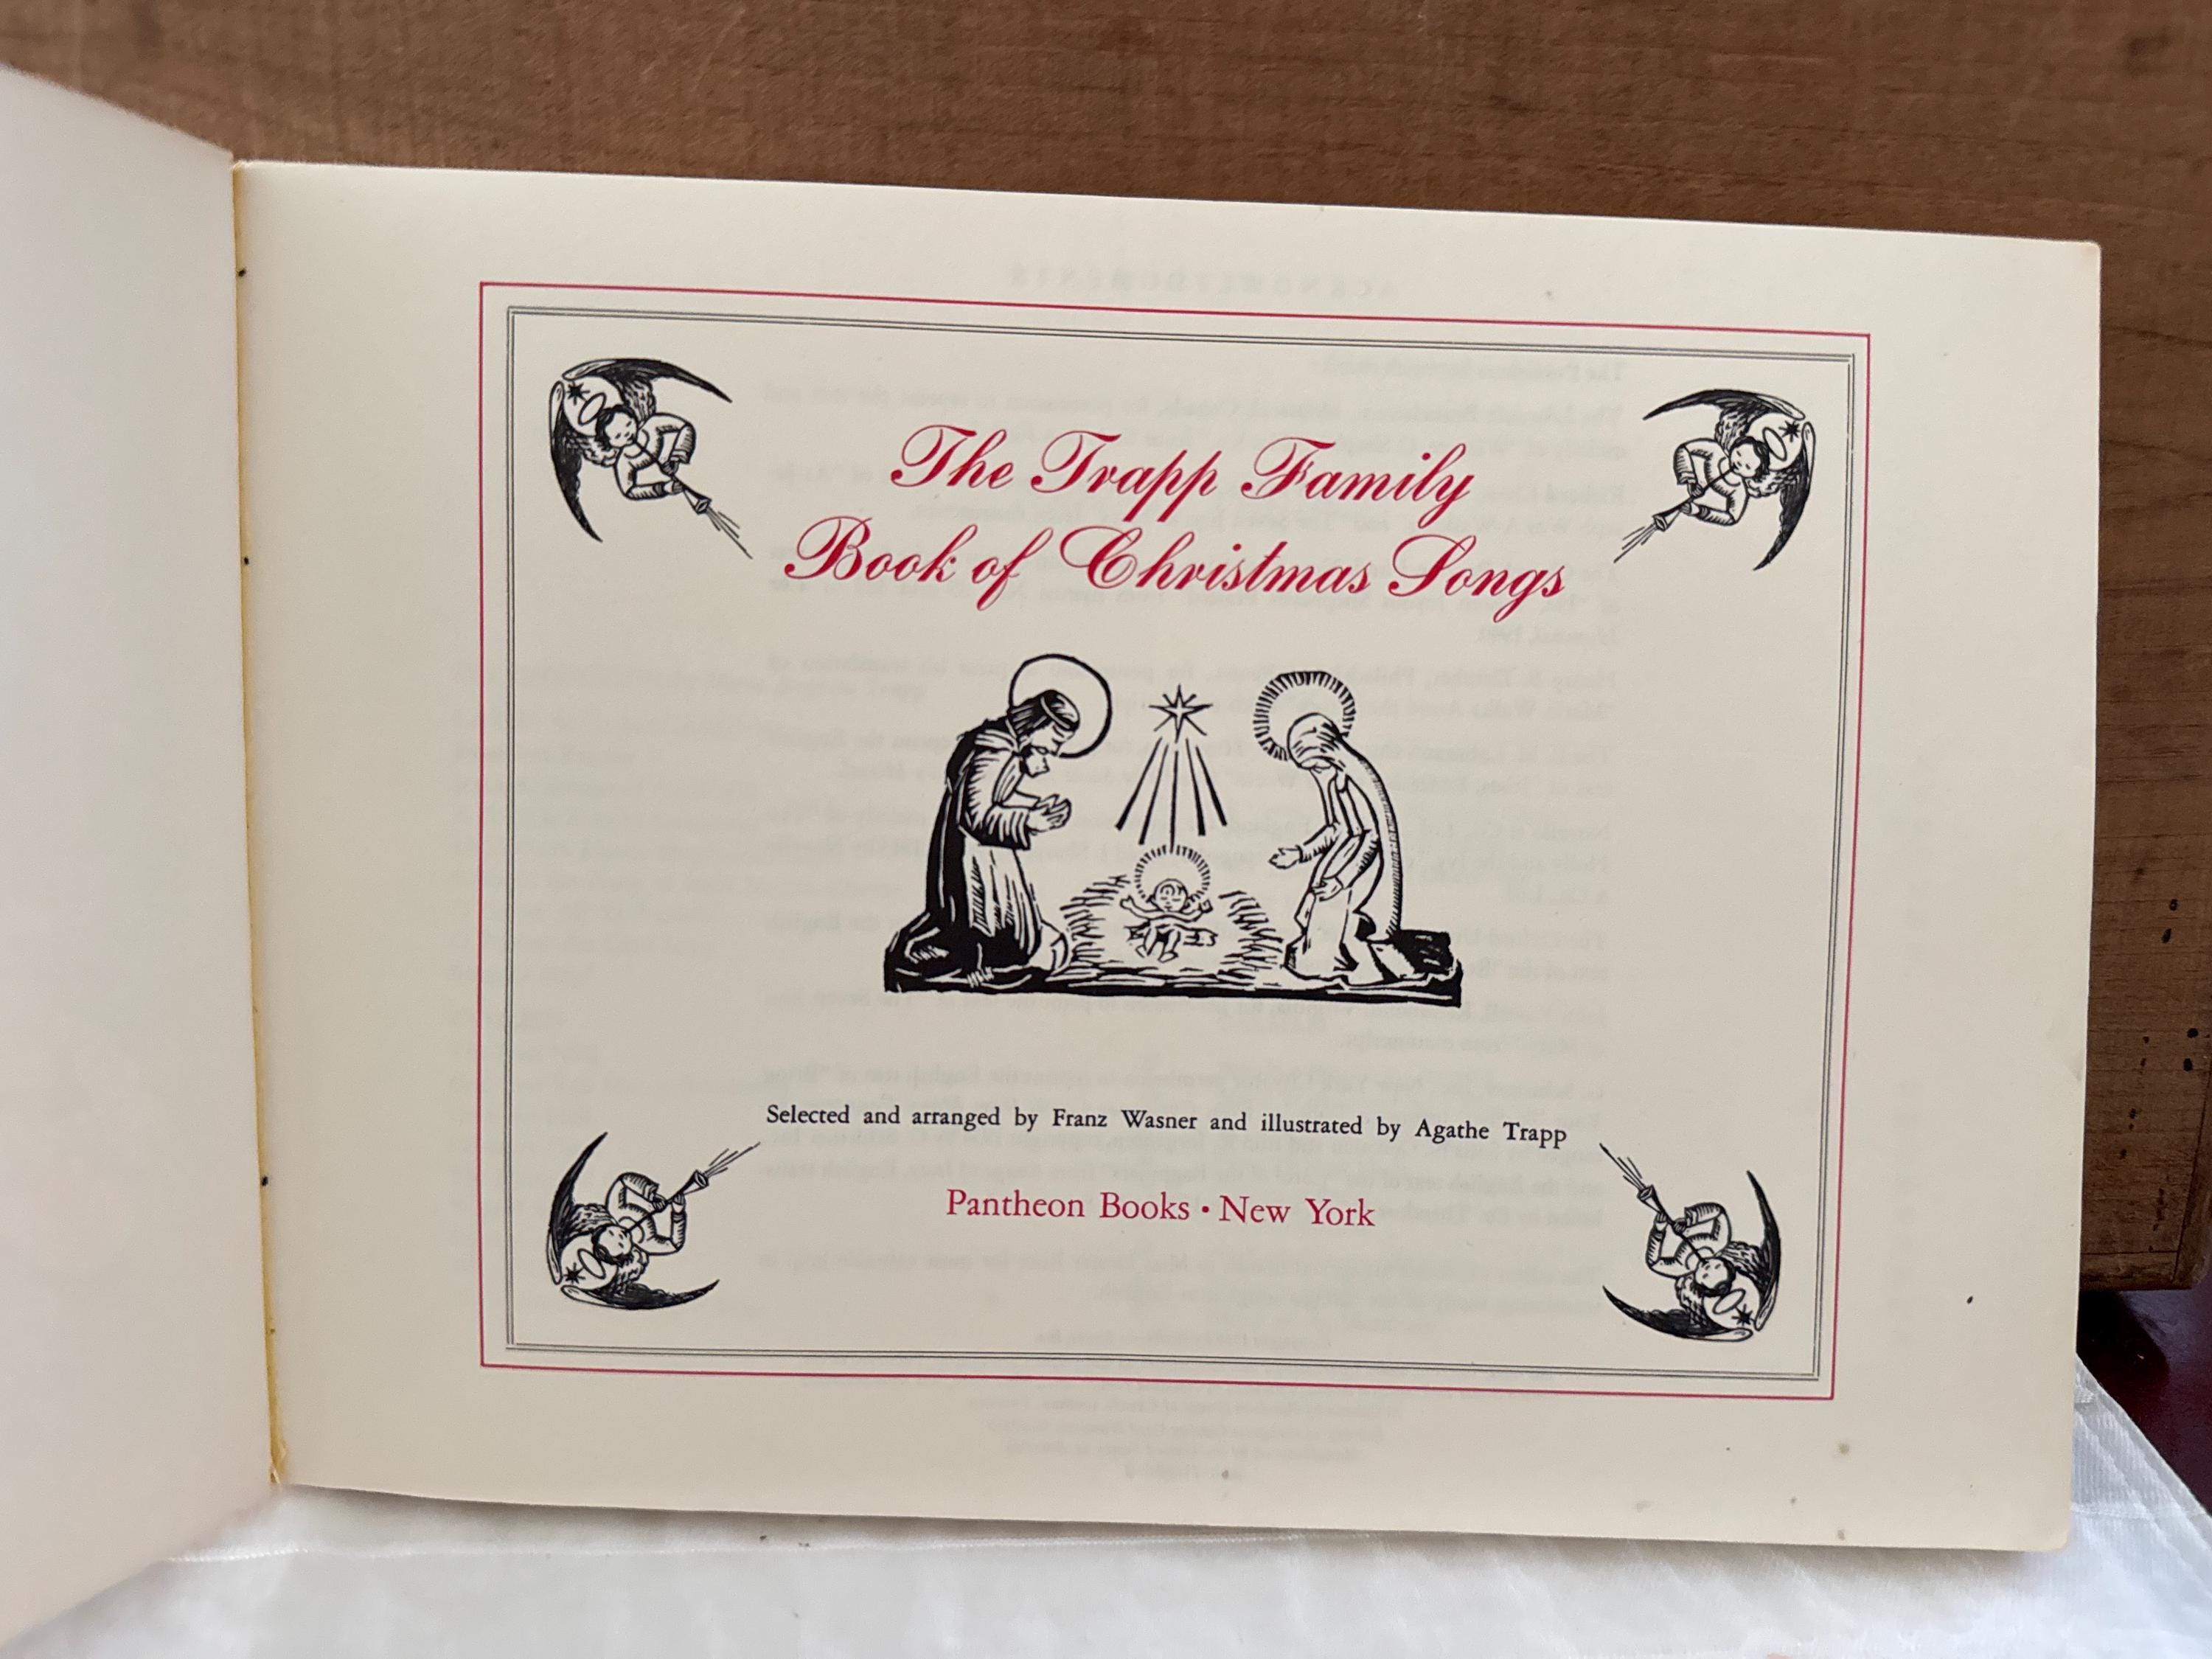 The Trapp Family
Book of Christmas Songs
Selected and arranged by Franz Wasner and illustrated by Agathe Trapp
Pantheon Books • New York